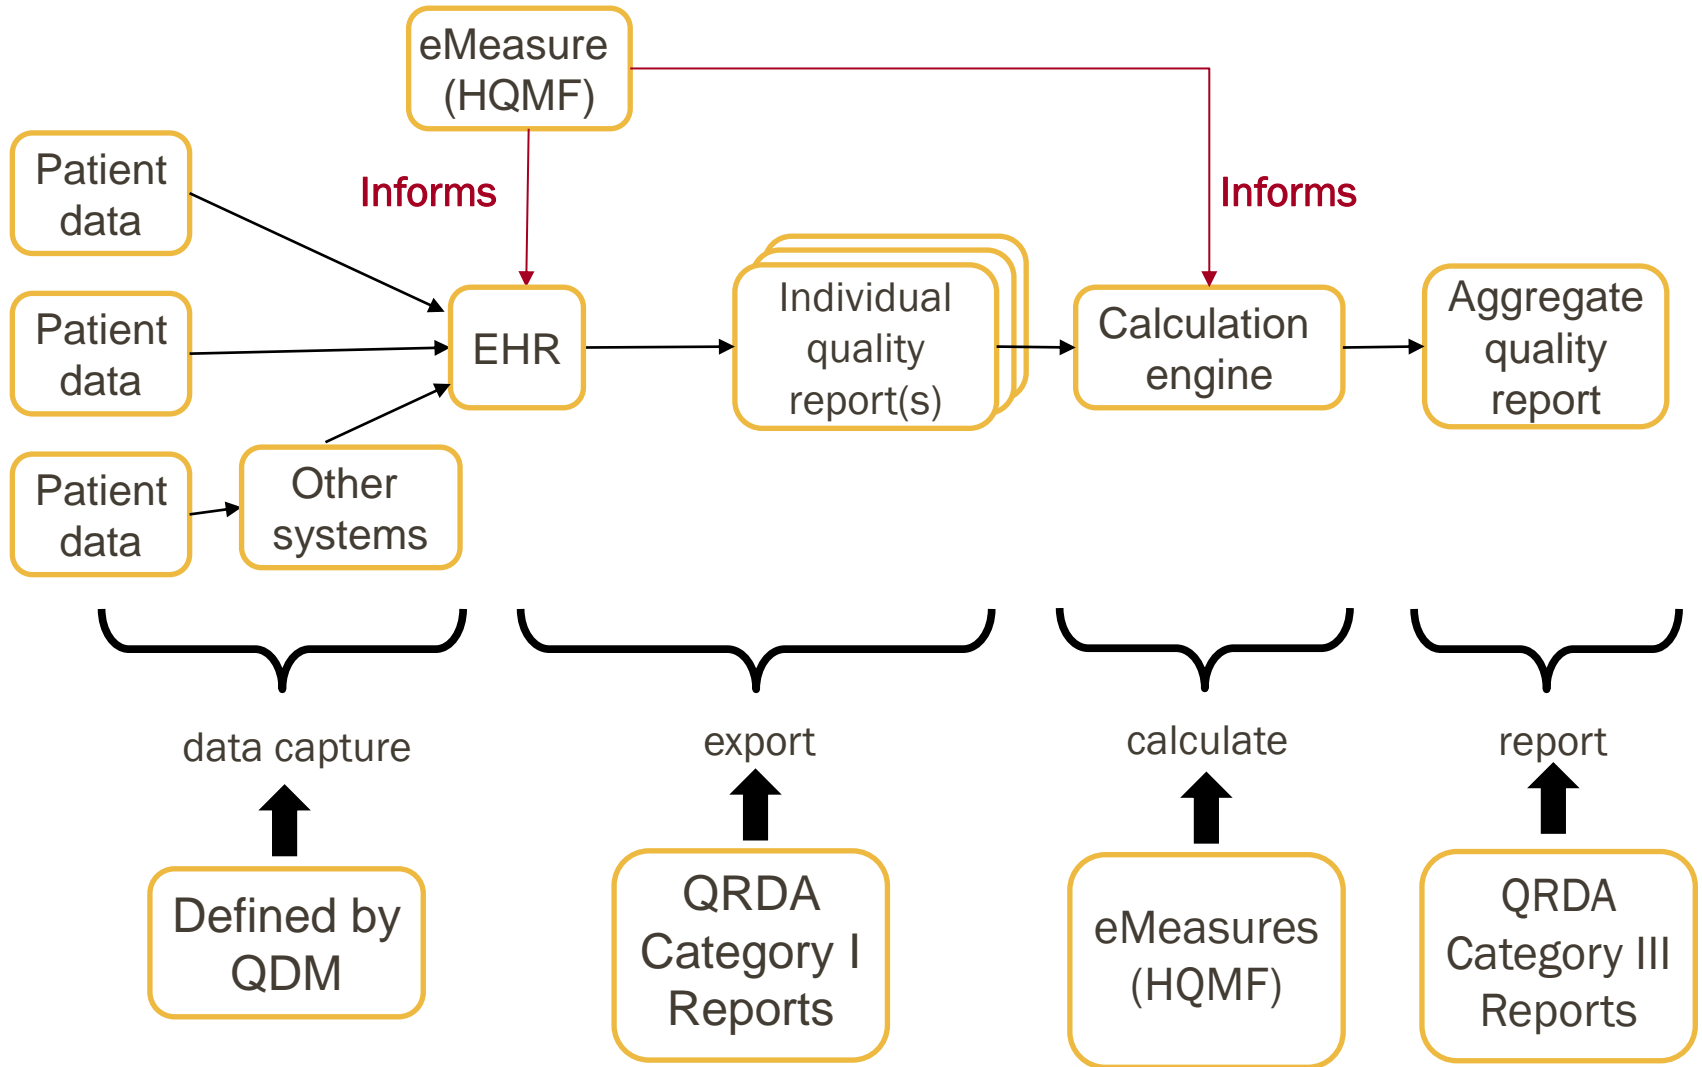 eMeasure
(HQMF)
Patient
data
Informs
Informs
Patient
data
EHR
Individual
quality
report(s)
Calculation
engine
Aggregate
quality
report
Patient
data
Other
systems
data capture
export
calculate
report
Defined by
QDM
QRDA
Category I
Reports
eMeasures
(HQMF)
QRDA
Category III
Reports